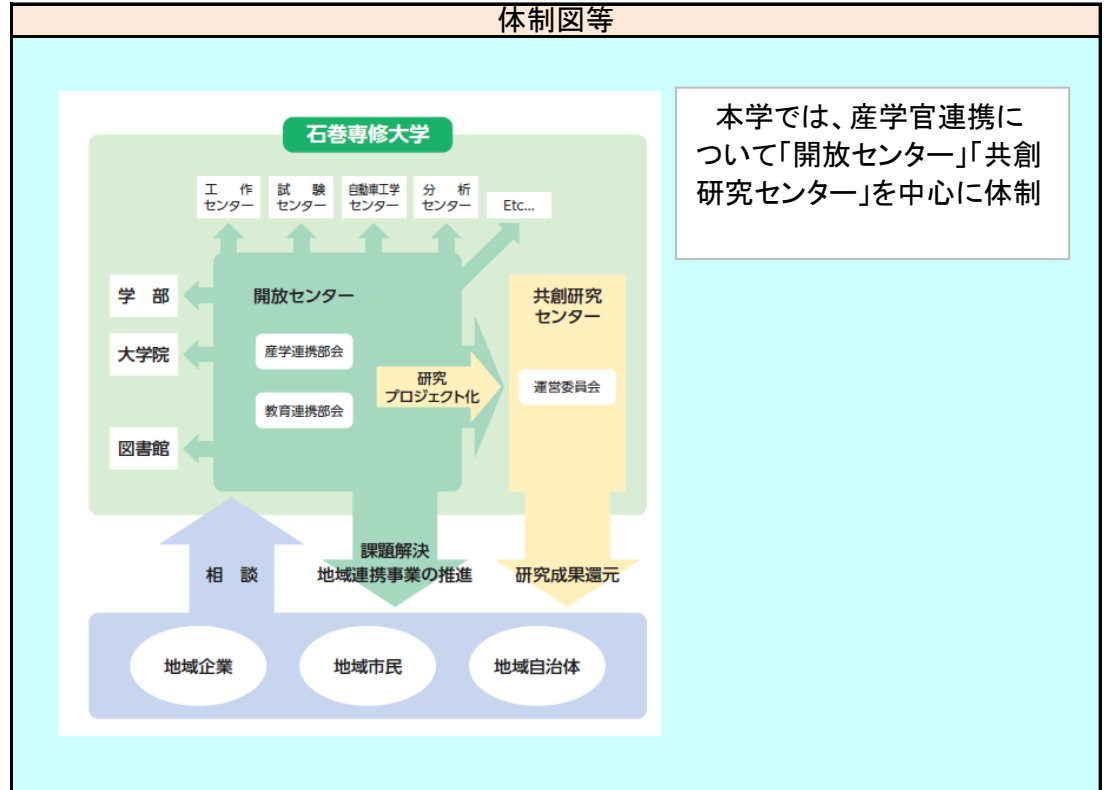 体制図等
石巻専修大学
工 作
センター
試 験
センター
自動車工学
センター
分 析
センター
Etc...
学 部
大学院
図書館
開放センター
産学連携部会
教育連携部会
研究
プロジェクト化
共創研究
センター
運営委員会
相 談
課題解決
地域連携事業の推進
研究成果還元
地域企業
地域市民
地域自治体
本学では、産学官連携に
ついて「開放センター」「共創
研究センター」を中心に体制